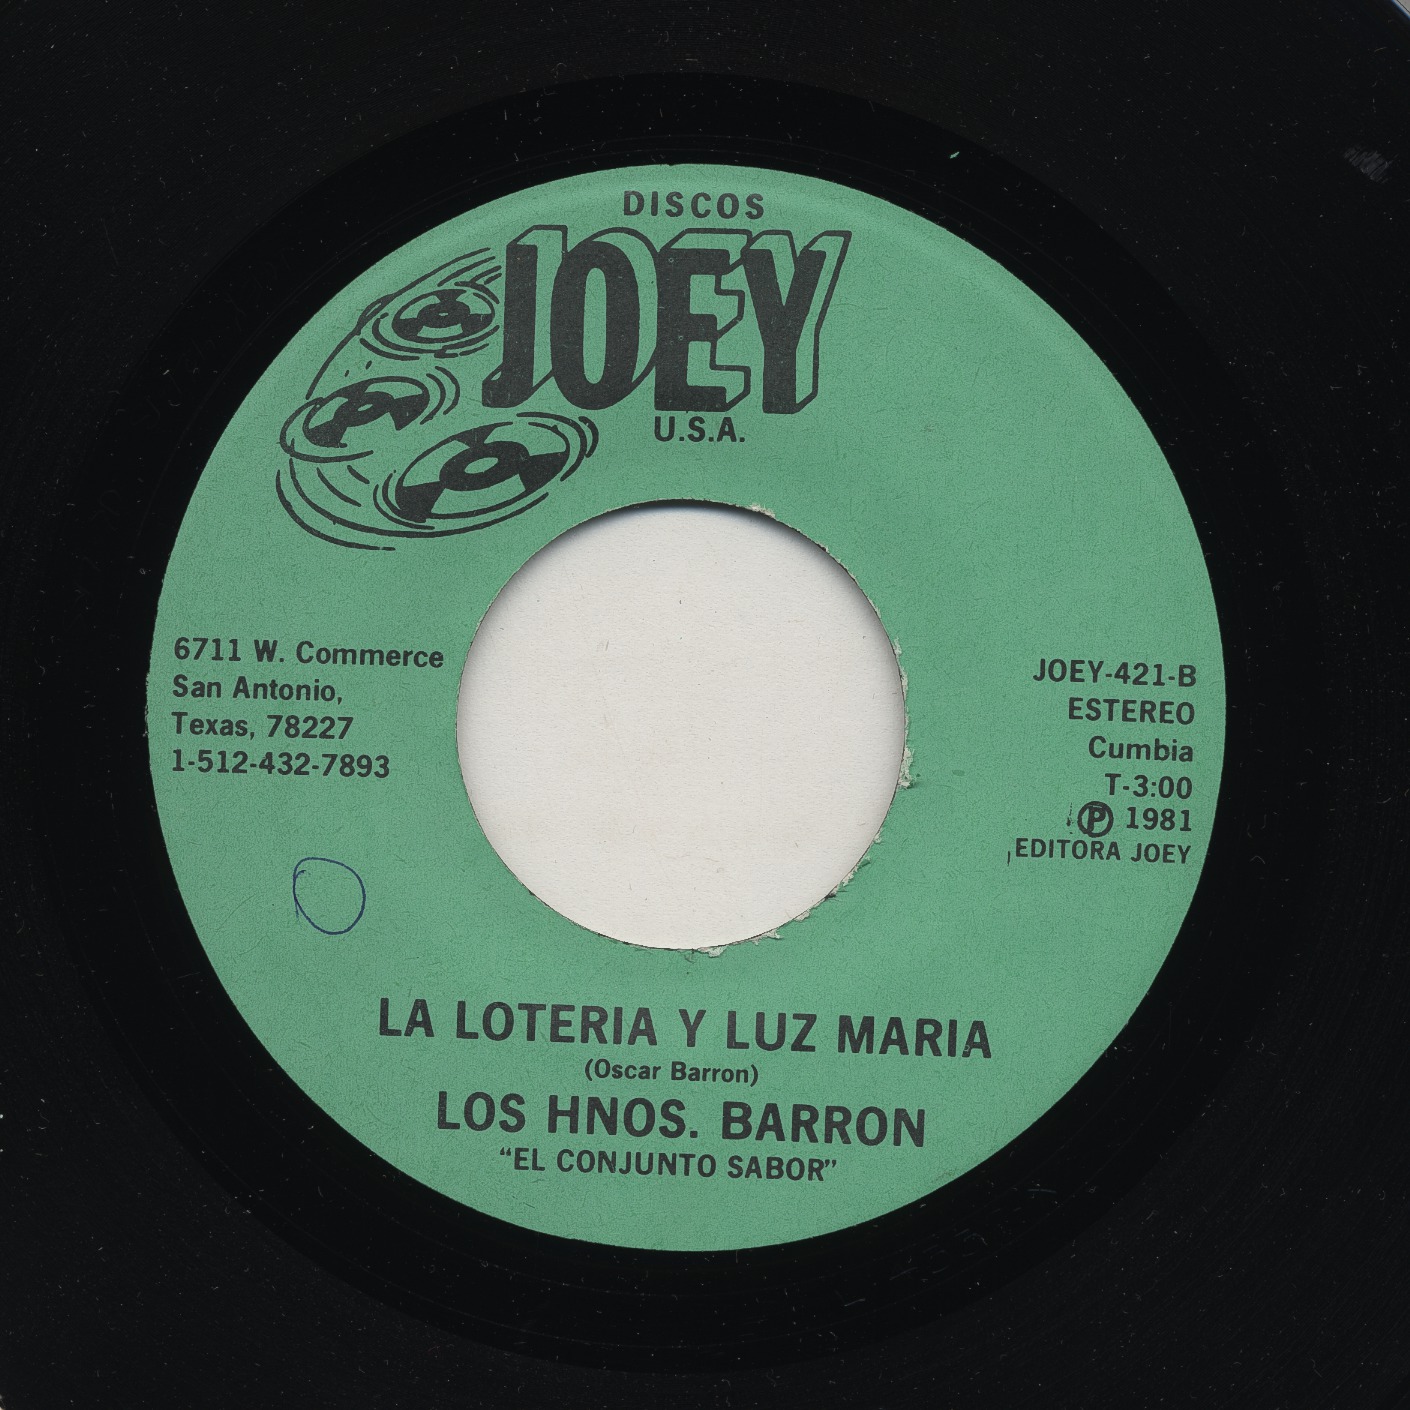 DISCOS
JOEY
U.S.A.
6711 W. Commerce
San Antonio,
Texas, 78227
1-512-432-7893
JOEY-421-B
ESTEREO
Cumbia
T-3:00
Ⓟ 1981
EDITORA JOEY
LA LOTERIA Y LUZ MARIA
(Oscar Barron)
LOS HNOS. BARRON
“EL CONJUNTO SABOR”